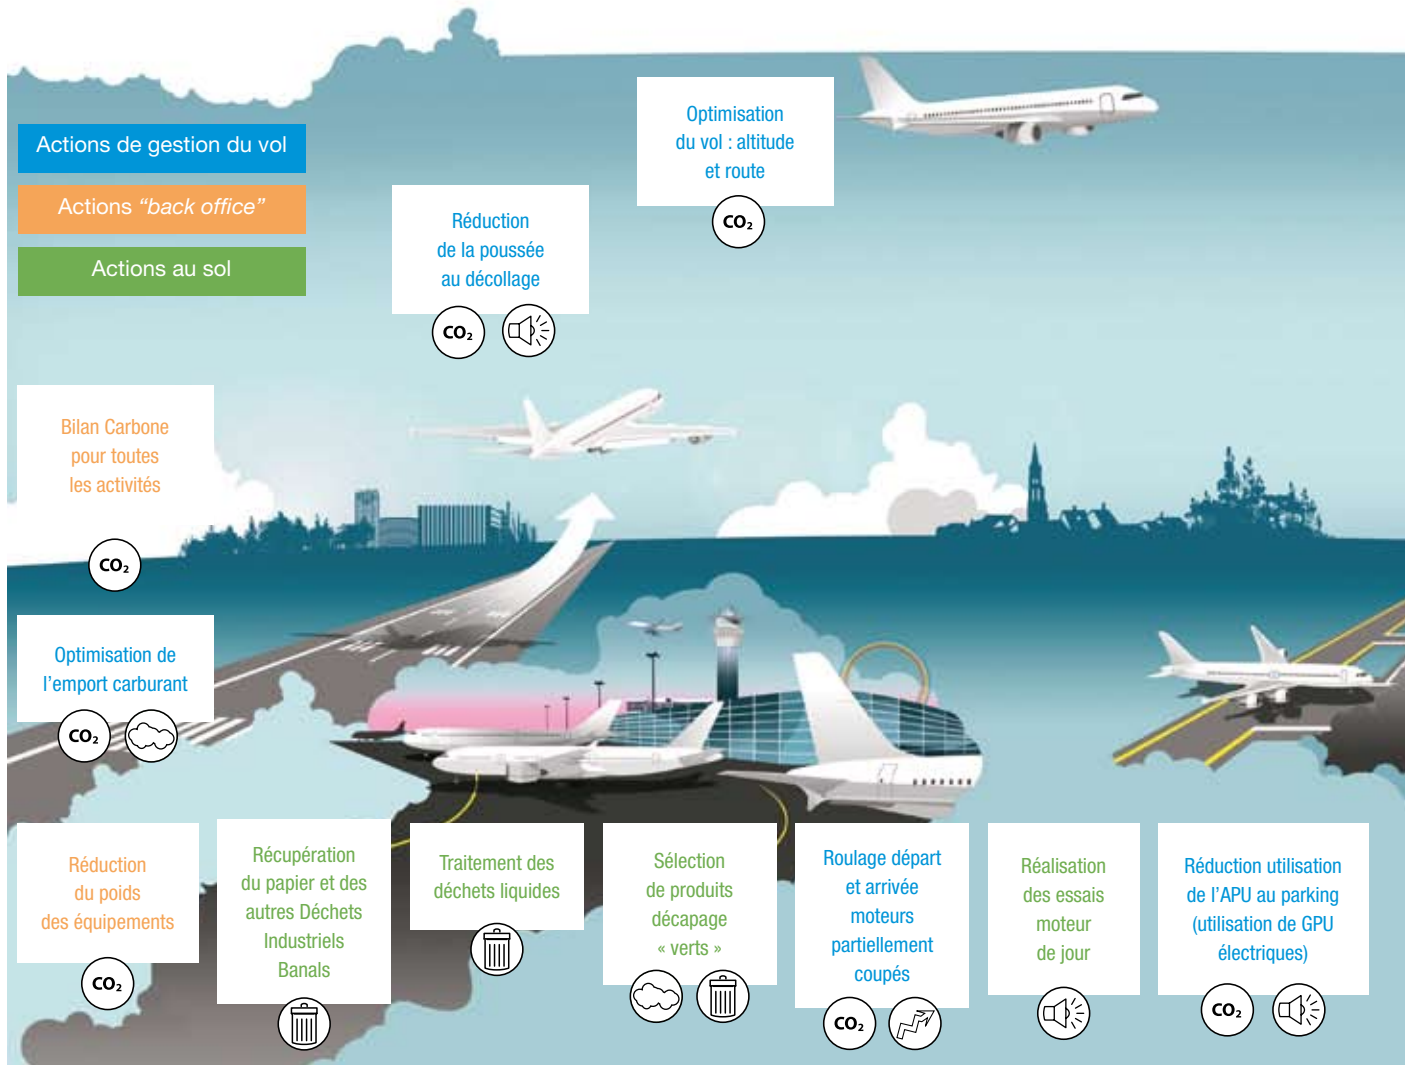 Actions de gestion du vol
Actions “back office”
Actions au sol
Optimisation
du vol : altitude
et route
CO₂
Réduction
de la poussée
au décollage
CO₂
Bilan Carbone
pour toutes
les activités
CO₂
Optimisation de
l’emport carburant
CO₂
Réduction
du poids
des équipements
CO₂
Récupération
du papier et des
autres Déchets
Industriels
Banals
Traitement des
déchets liquides
Sélection
de produits
décapage
« verts »
Roulage départ
et arrivée
moteurs
partiellement
coupés
CO₂
Réalisation
des essais
moteur
de jour
Réduction utilisation
de l’APU au parking
(utilisation de GPU
électriques)
CO₂